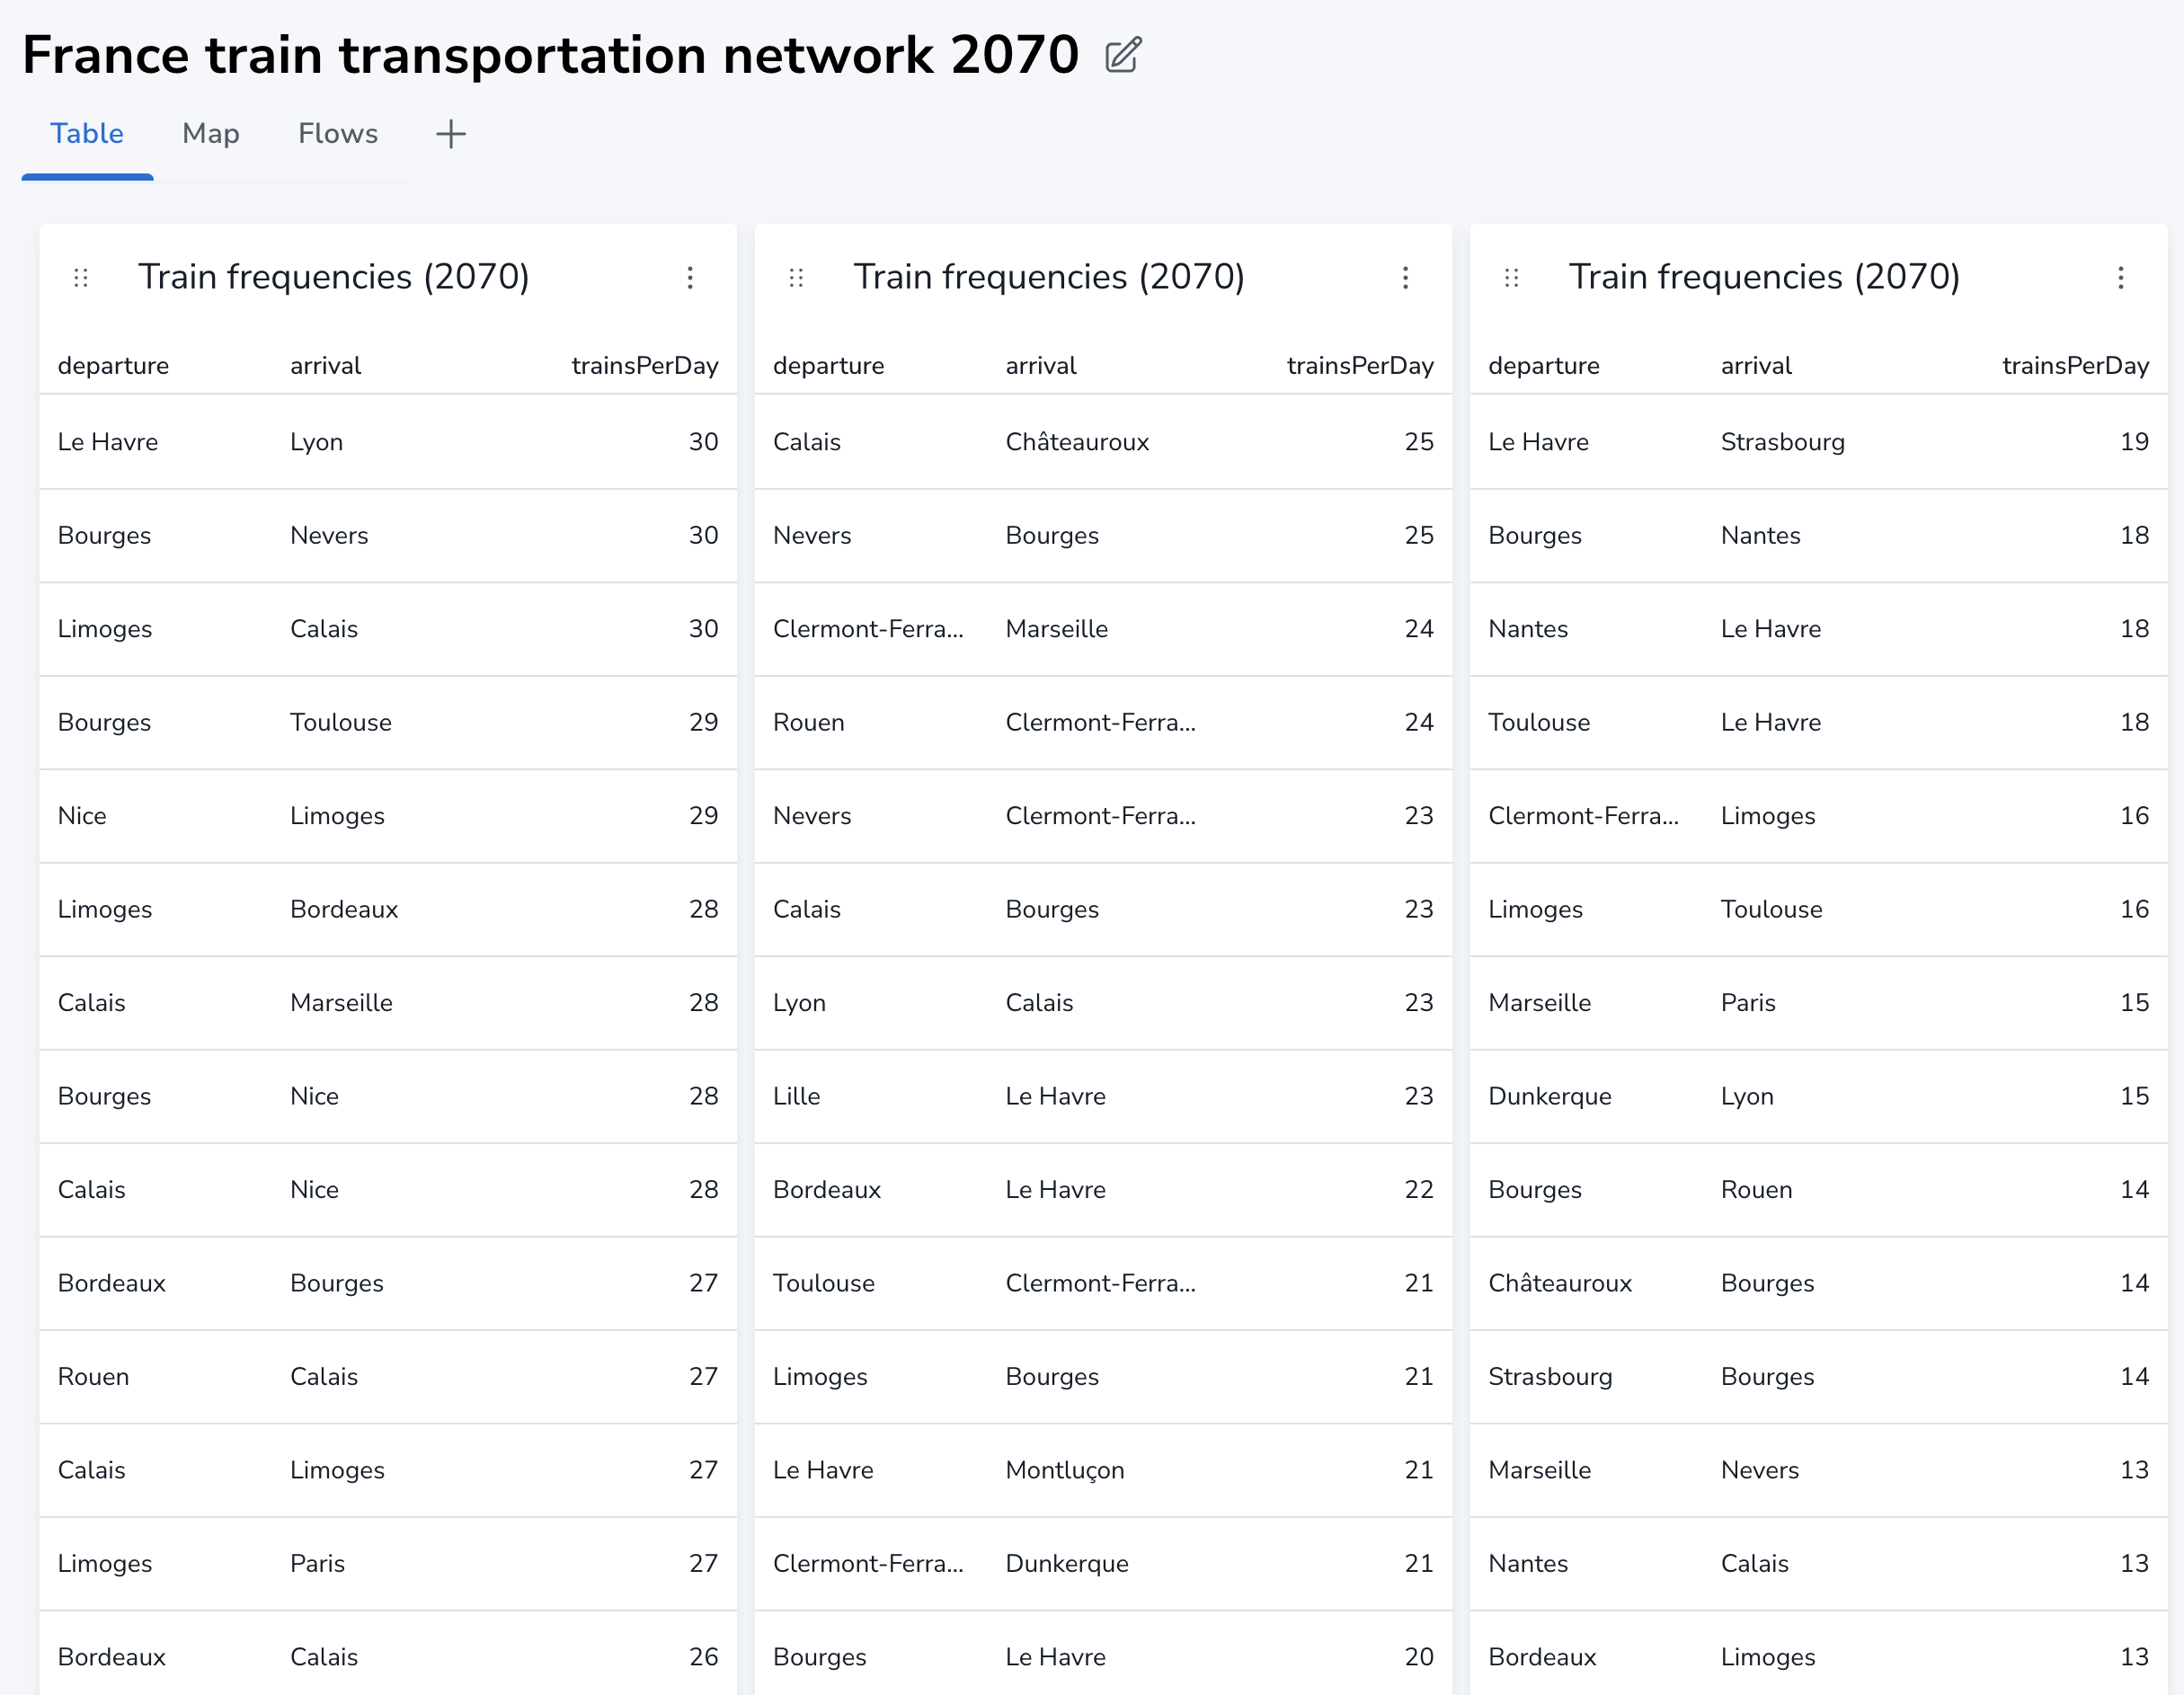 France train transportation network 2070
Table Map Flows
Train frequencies (2070)
departure arrival trainsPerDay
Le Havre Lyon 30
Bourges Nevers 30
Limoges Calais 30
Bourges Toulouse 29
Nice Limoges 29
Limoges Bordeaux 28
Calais Marseille 28
Bourges Nice 28
Calais Nice 28
Bordeaux Bourges 27
Rouen Calais 27
Calais Limoges 27
Limoges Paris 27
Bordeaux Calais 26
Train frequencies (2070)
departure arrival trainsPerDay
Calais Châteauroux 25
Nevers Bourges 25
Clermont-Ferra... Marseille 24
Rouen Clermont-Ferra... 24
Nevers Clermont-Ferra... 23
Calais Bourges 23
Lyon Calais 23
Lille Le Havre 23
Bordeaux Le Havre 22
Toulouse Clermont-Ferra... 21
Limoges Bourges 21
Le Havre Montluçon 21
Clermont-Ferra... Dunkerque 21
Bourges Le Havre 20
Train frequencies (2070)
departure arrival trainsPerDay
Le Havre Strasbourg 19
Bourges Nantes 18
Nantes Le Havre 18
Toulouse Le Havre 18
Clermont-Ferra... Limoges 16
Limoges Toulouse 16
Marseille Paris 15
Dunkerque Lyon 15
Bourges Rouen 14
Châteauroux Bourges 14
Strasbourg Bourges 14
Marseille Nevers 13
Nantes Calais 13
Bordeaux Limoges 13